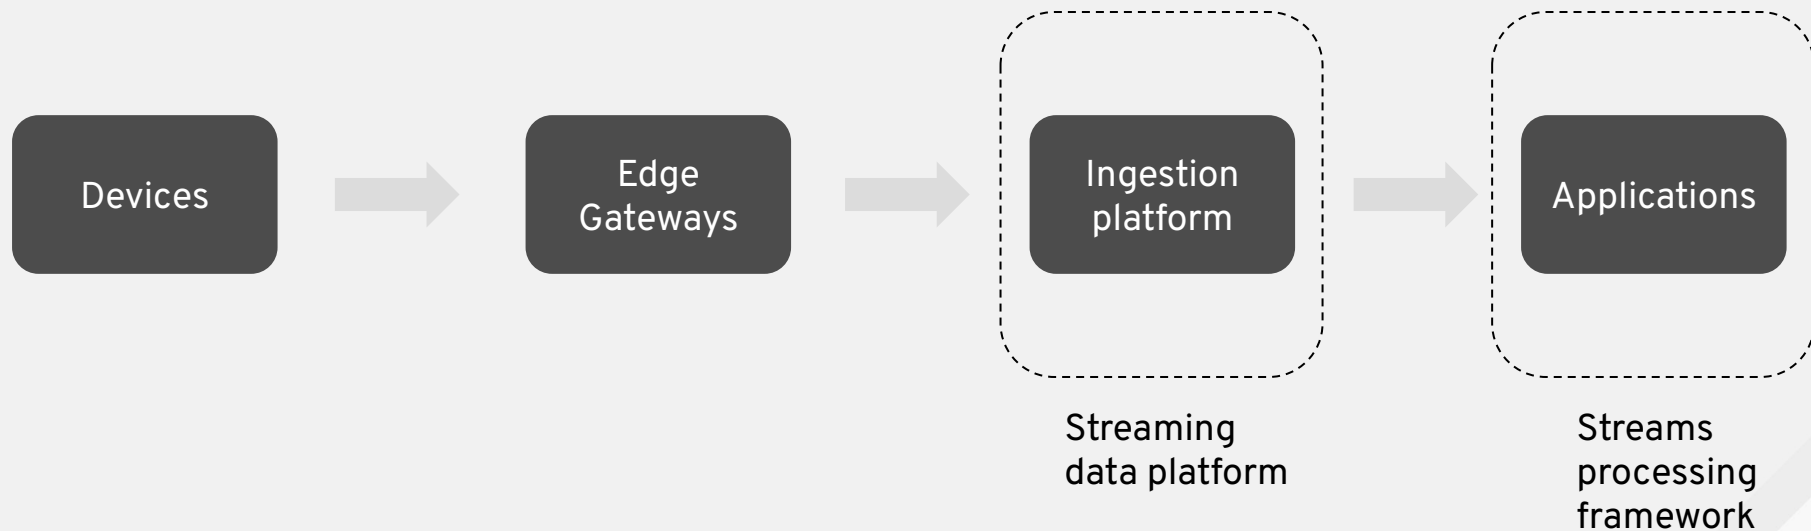 Devices
Edge
Gateways
Ingestion
platform
Applications
Streaming
data platform
Streams
processing
framework